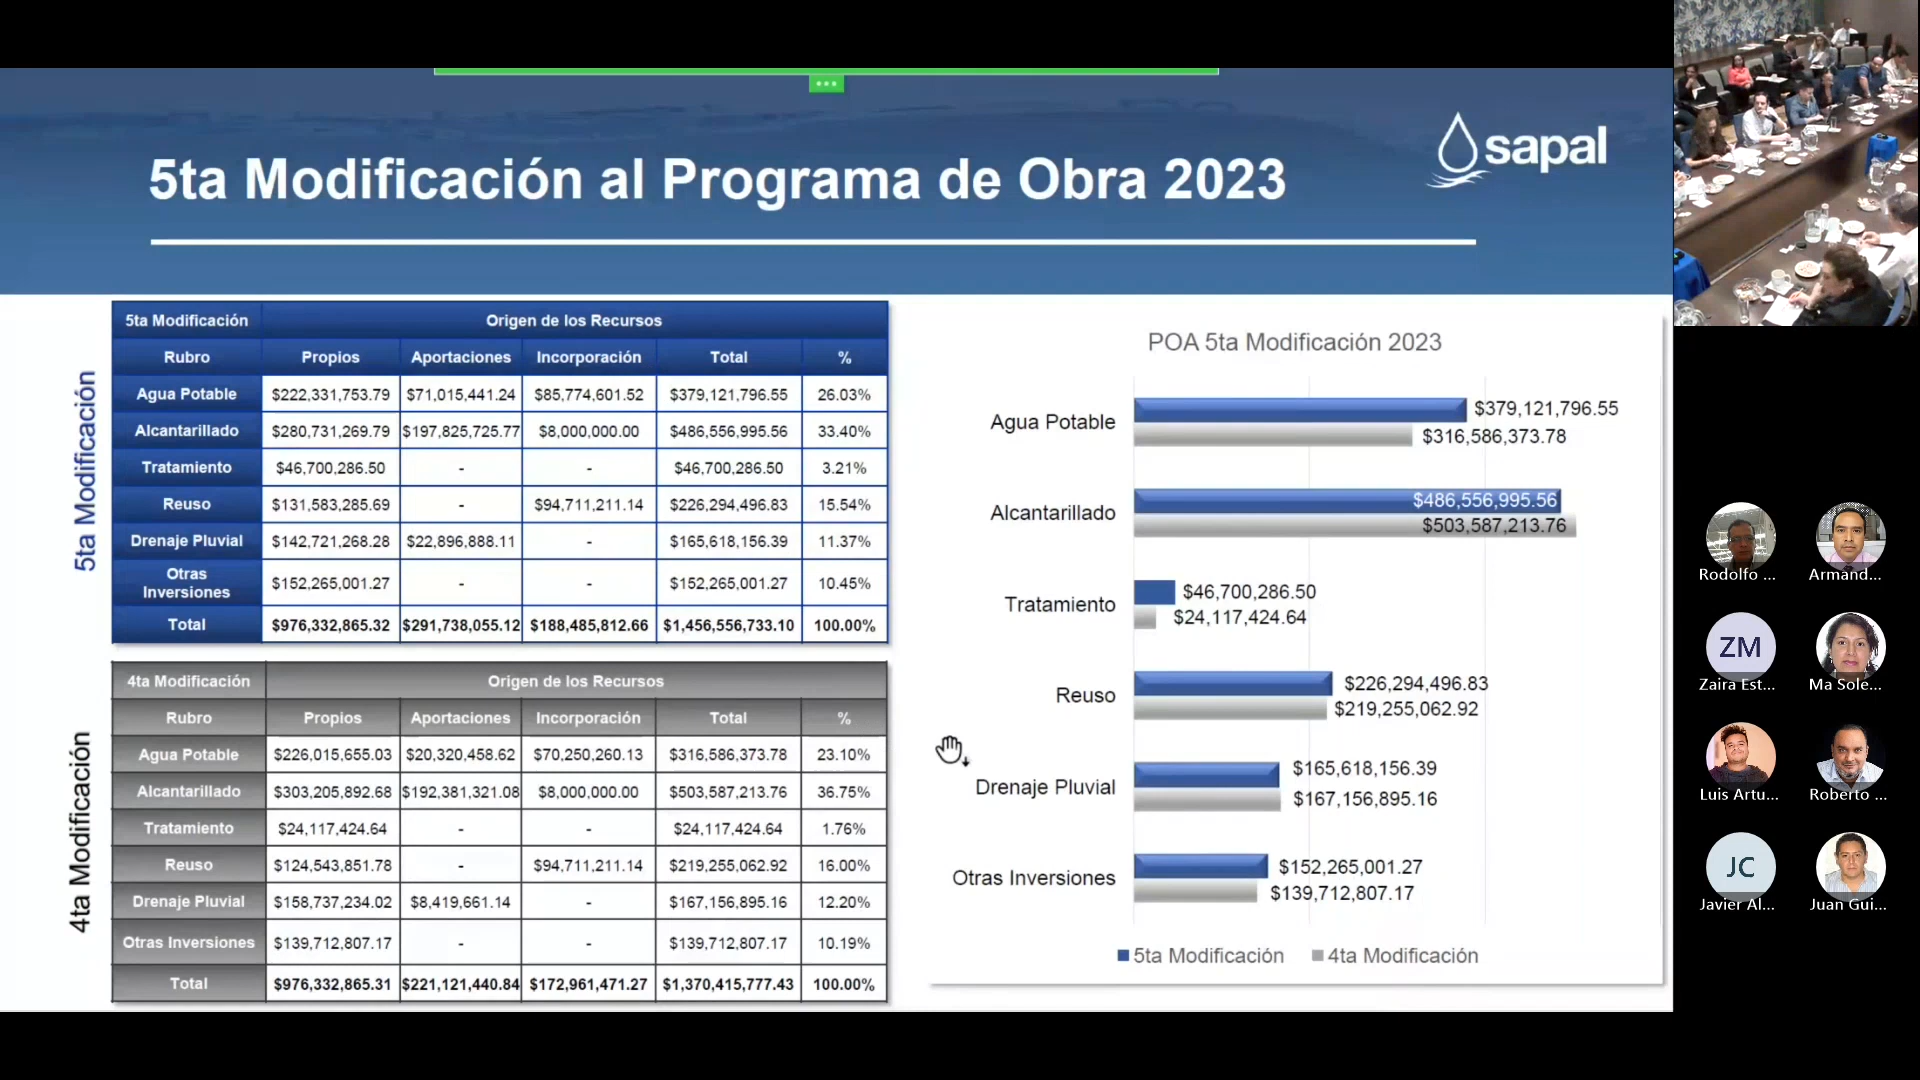 5ta Modificación al Programa de Obra 2023
sapal
5ta Modificación
5ta Modificación Origen de los Recursos
Rubro Propios Aportaciones Incorporación Total %
Agua Potable $222,331,753.79 $71,015,441.24 $85,774,601.52 $379,121,796.55 26.03%
Alcantarillado $280,731,269.79 $197,825,725.77 $8,000,000.00 $486,556,995.56 33.40%
Tratamiento $46,700,286.50 - - $46,700,286.50 3.21%
Reuso $131,583,285.69 - $94,711,211.14 $226,294,496.83 15.54%
Drenaje Pluvial $142,721,268.28 $22,896,888.11 - $165,618,156.39 11.37%
Otras
Inversiones $152,265,001.27 - - $152,265,001.27 10.45%
Total $976,332,865.32 $291,738,055.12 $188,485,812.66 $1,456,556,733.10 100.00%
4ta Modificación
4ta Modificación Origen de los Recursos
Rubro Propios Aportaciones Incorporación Total %
Agua Potable $226,015,655.03 $20,320,458.62 $70,250,260.13 $316,586,373.78 23.10%
Alcantarillado $303,205,892.68 $192,381,321.08 $8,000,000.00 $503,587,213.76 36.75%
Tratamiento $24,117,424.64 - - $24,117,424.64 1.76%
Reuso $124,543,851.78 - $94,711,211.14 $219,255,062.92 16.00%
Drenaje Pluvial $158,737,234.02 $8,419,661.14 - $167,156,895.16 12.20%
Otras Inversiones $139,712,807.17 - - $139,712,807.17 10.19%
Total $976,332,865.31 $221,121,440.84 $172,961,471.27 $1,370,415,777.43 100.00%
POA 5ta Modificación 2023
Agua Potable
$379,121,796.55
$316,586,373.78
Alcantarillado
$486,556,995.56
$503,587,213.76
Tratamiento
$46,700,286.50
$24,117,424.64
Reuso
$226,294,496.83
$219,255,062.92
Drenaje Pluvial
$165,618,156.39
$167,156,895.16
Otras Inversiones
$152,265,001.27
$139,712,807.17
5ta Modificación 4ta Modificación
Rodolfo ... Armand...
ZM
Zaira Est... Ma Sole...
Luis Artu... Roberto ...
JC
Javier Al... Juan Gui...